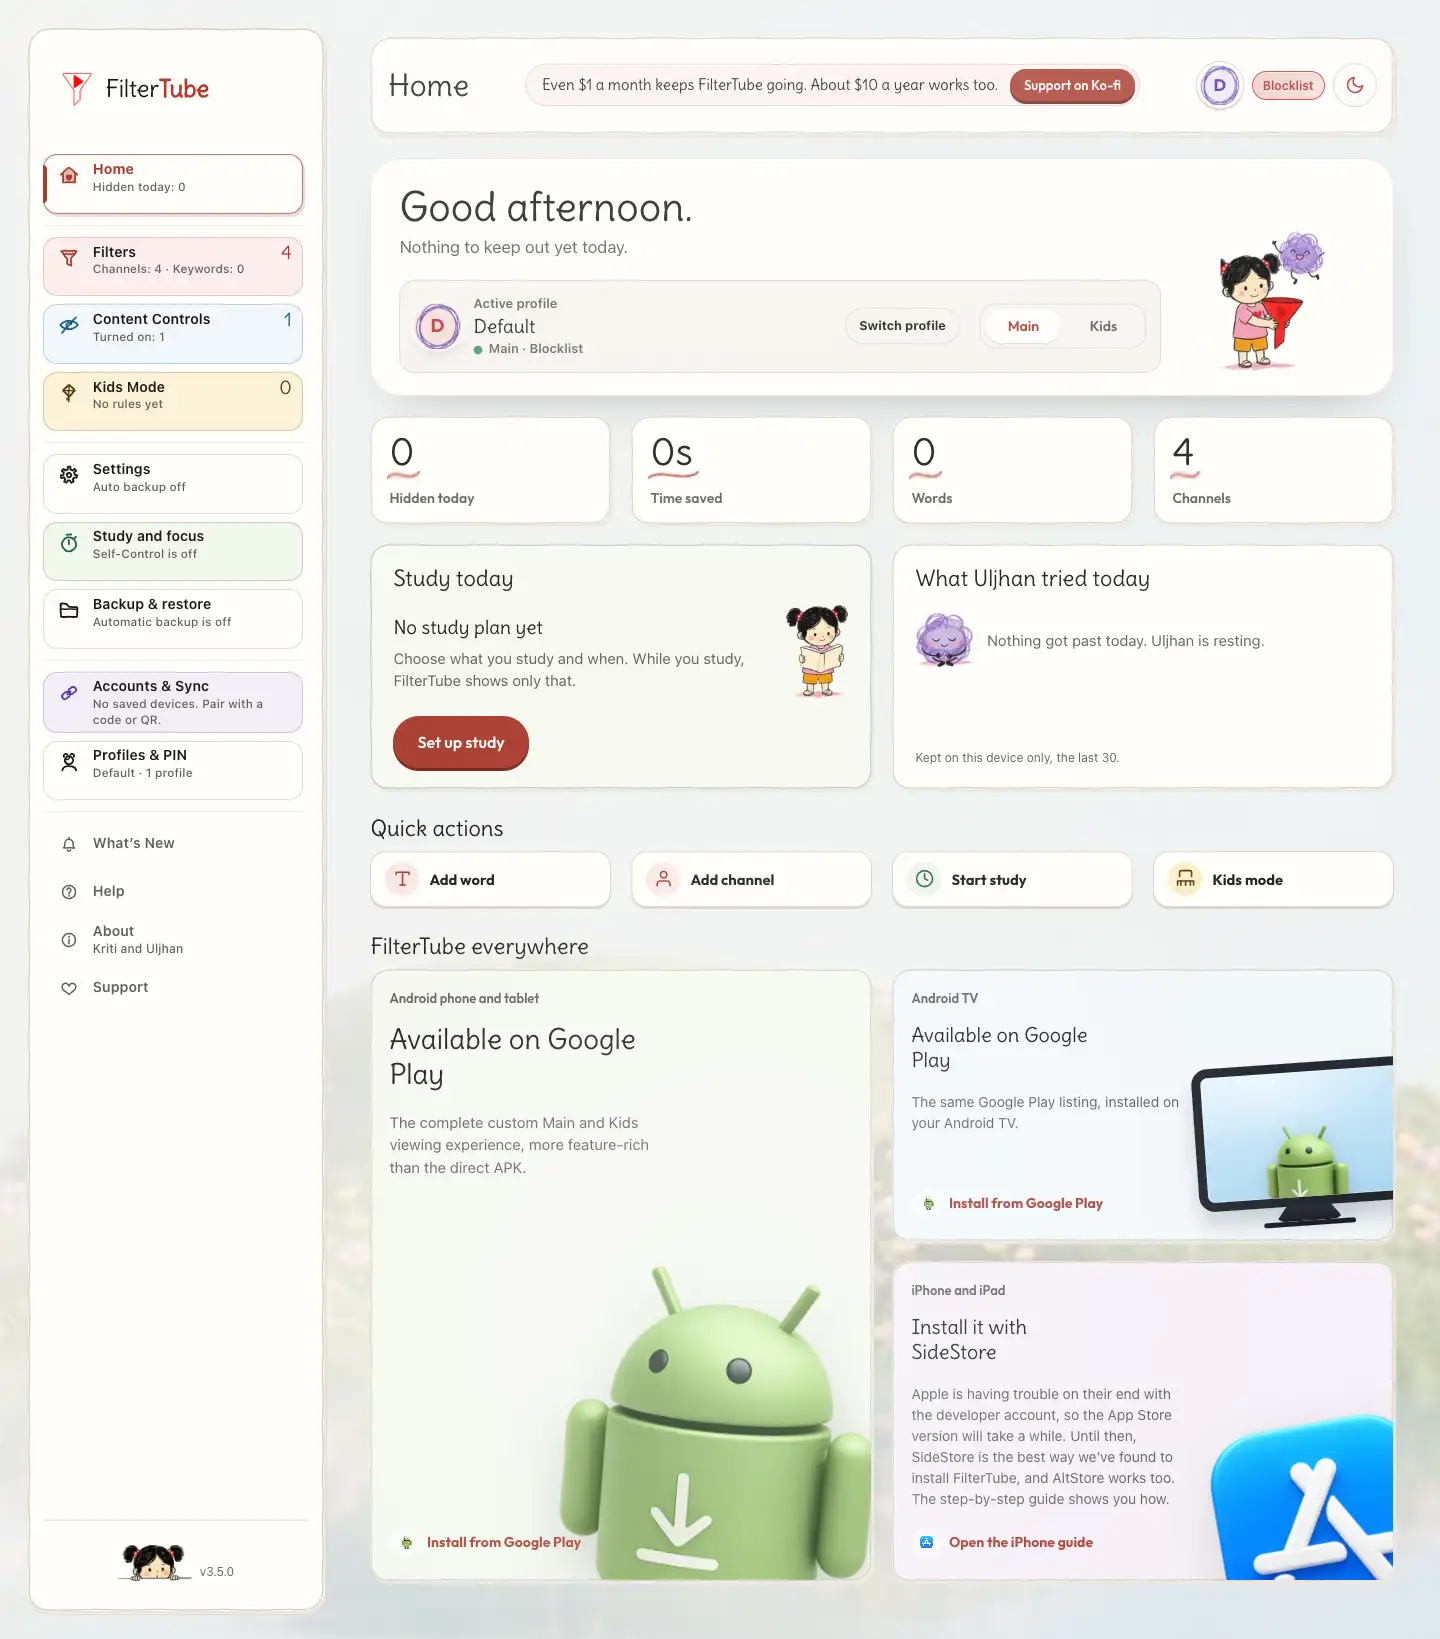 FilterTube
Home
Hidden today: 0
Filters
4
Channels: 4 · Keywords: 0
Content Controls
1
Turned on: 1
Kids Mode
0
No rules yet
Settings
Auto backup off
Study and focus
Self-Control is off
Backup & restore
Automatic backup is off
Accounts & Sync
No saved devices. Pair with a
code or QR.
Profiles & PIN
Default · 1 profile
What's New
Help
About
Kriti and Uljhan
Support
v3.5.0
Home
Even $1 a month keeps FilterTube going. About $10 a year works too.
Support on Ko-fi
D
Blocklist
Good afternoon.
Nothing to keep out yet today.
D
Active profile
Default
Main · Blocklist
Switch profile
Main
Kids
0
Hidden today
0s
Time saved
0
Words
4
Channels
Study today
No study plan yet
Choose what you study and when. While you study,
FilterTube shows only that.
Set up study
What Uljhan tried today
Nothing got past today. Uljhan is resting.
Kept on this device only, the last 30.
Quick actions
Add word
Add channel
Start study
Kids mode
FilterTube everywhere
Android phone and tablet
Available on Google
Play
The complete custom Main and Kids
viewing experience, more feature-rich
than the direct APK.
Install from Google Play
Android TV
Available on Google
Play
The same Google Play listing, installed on
your Android TV.
Install from Google Play
iPhone and iPad
Install it with
SideStore
Apple is having trouble on their end with
the developer account, so the App Store
version will take a while. Until then,
SideStore is the best way we've found to
install FilterTube, and AltStore works too.
The step-by-step guide shows you how.
Open the iPhone guide